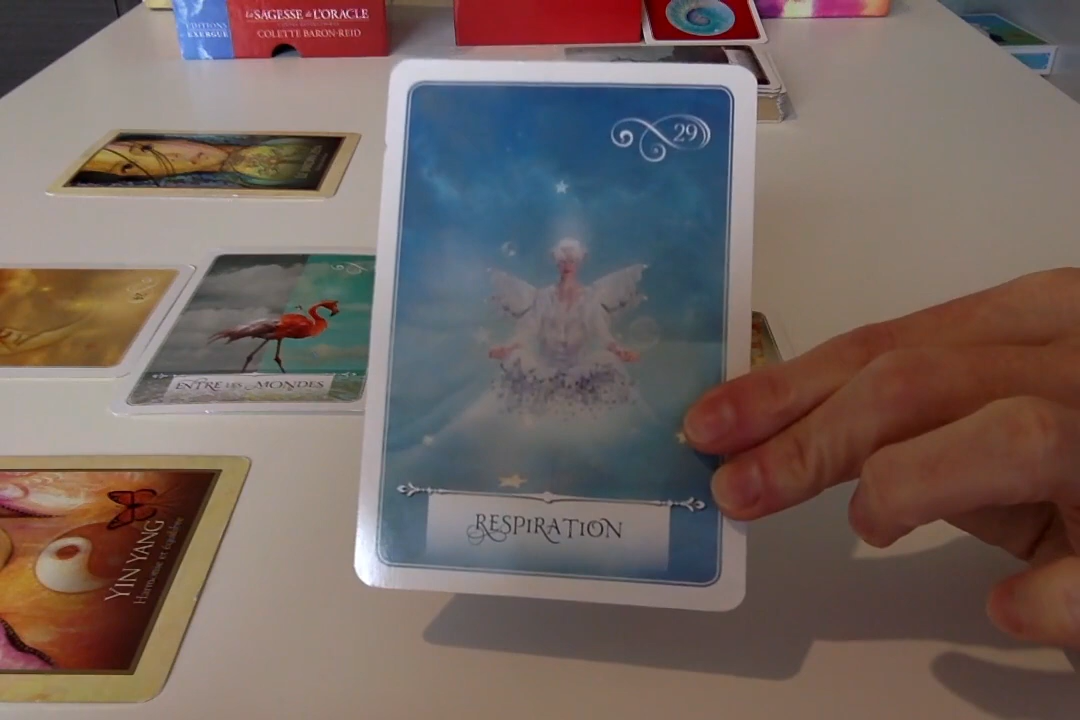 La SAGESSE de L'ORACLE
COLETTE BARON-REID
EDITIONS
EXERGUE
29
RESPIRATION
ENTRE LES MONDES
YIN YANG
Harmonie et Équilibre